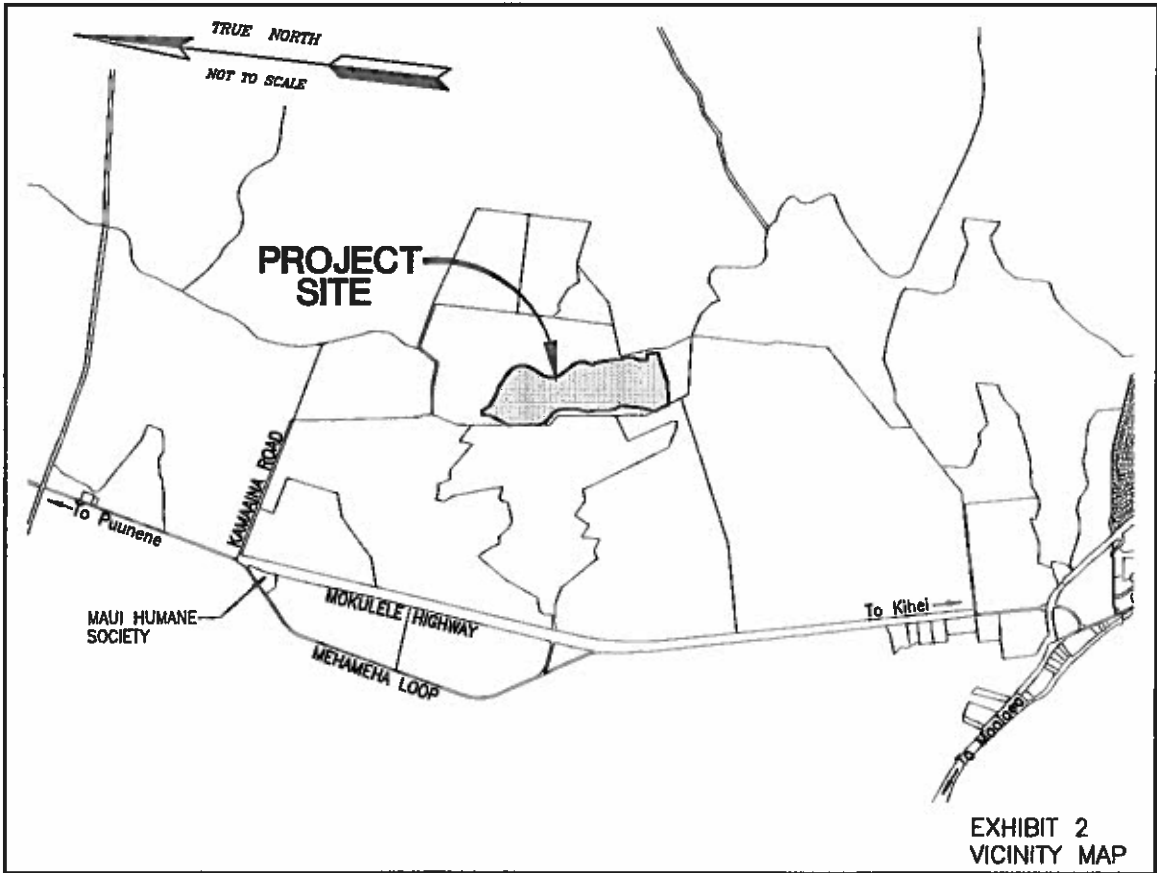 TRUE NORTH
NOT TO SCALE
PROJECT
SITE
KAMAAINA ROAD
To Puunene
MAUI HUMANE
SOCIETY
MOKULELE HIGHWAY
MEHAMEHA LOOP
To Kihei
To Maalaea
EXHIBIT 2
VICINITY MAP